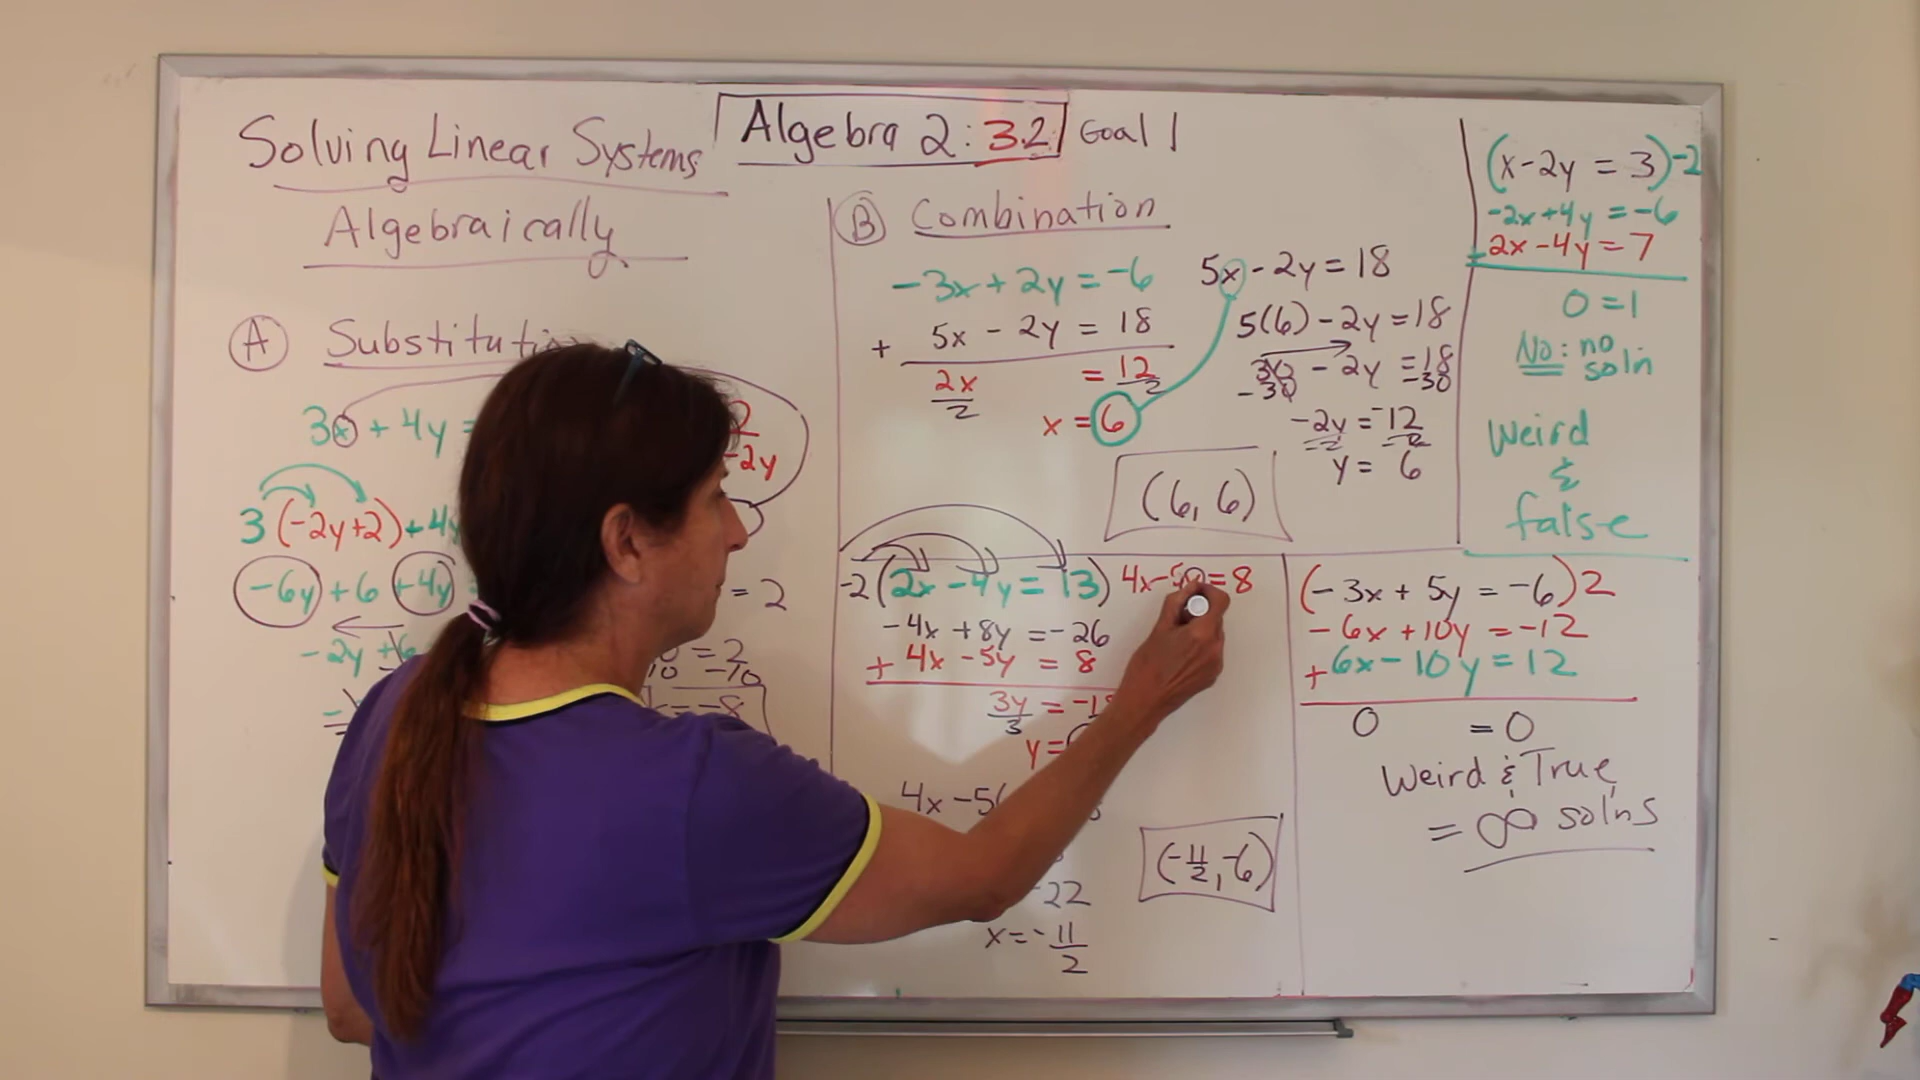 Solving Linear Systems
Algebraically
Algebra 2: 3.2 Goal 1
A Substitution
3x + 4y =
2
-2y
3(-2y+2)+4y
-6y +6 +4y
= 2
-2y +6
=2
-10
-8
B Combination
-3x + 2y = -6
+ 5x - 2y = 18
2x = 12
2 2
x = 6
5x - 2y = 18
5(6) - 2y = 18
30 - 2y = 18
-30 -30
-2y = -12
-2 -2
y = 6
(6, 6)
(x - 2y = 3)-2
-2x + 4y = -6
2x - 4y = 7
0 = 1
No: no
soln
Weird
&
false
-2(2x - 4y = 13) 4x - 5y = 8
-4x + 8y = -26
+ 4x - 5y = 8
3y = -18
3
y =
4x - 5(
-22
x = -11
2
(-11/2, -6)
(-3x + 5y = -6)2
-6x + 10y = -12
+ 6x - 10y = 12
0 = 0
Weird & True
= ∞ solns